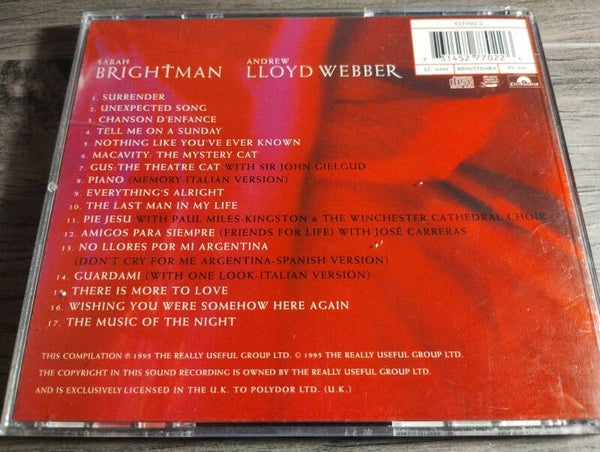 SARAH BRIGHTMAN
ANDREW LLOYD WEBBER
527702-2
7 31452 77022 4
1. SURRENDER
2. UNEXPECTED SONG
3. CHANSON D'ENFANCE
4. TELL ME ON A SUNDAY
5. NOTHING LIKE YOU'VE EVER KNOWN
6. MACAVITY: THE MYSTERY CAT
7. GUS: THE THEATRE CAT WITH SIR JOHN GIELGUD
8. PIANO (MEMORY-ITALIAN VERSION)
9. EVERYTHING'S ALRIGHT
10. THE LAST MAN IN MY LIFE
11. PIE JESU WITH PAUL MILES-KINGSTON & THE WINCHESTER CATHEDRAL CHOIR
12. AMIGOS PARA SIEMPRE (FRIENDS FOR LIFE) WITH JOSÉ CARRERAS
13. NO LLORES POR MI ARGENTINA
(DON'T CRY FOR ME ARGENTINA-SPANISH VERSION)
14. GUARDAMI (WITH ONE LOOK-ITALIAN VERSION)
15. THERE IS MORE TO LOVE
16. WISHING YOU WERE SOMEHOW HERE AGAIN
17. THE MUSIC OF THE NIGHT
THIS COMPILATION ℗ 1995 THE REALLY USEFUL GROUP LTD. © 1995 THE REALLY USEFUL GROUP LTD.
THE COPYRIGHT IN THIS SOUND RECORDING IS OWNED BY THE REALLY USEFUL GROUP LTD.
AND IS EXCLUSIVELY LICENSED IN THE U.K. TO POLYDOR LTD. (U.K.)